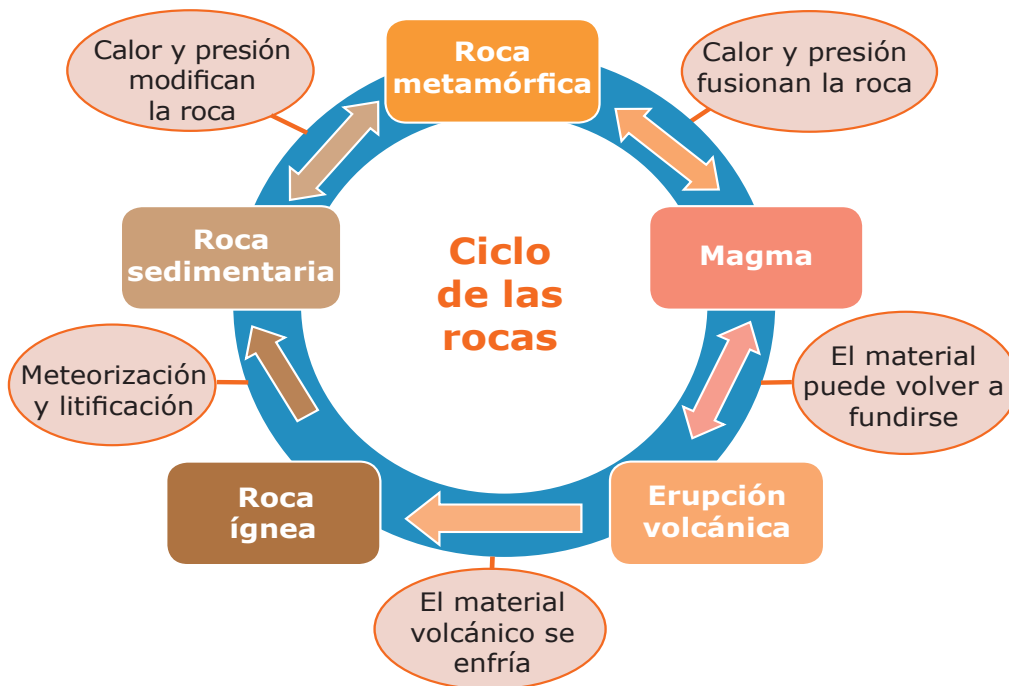 Calor y presión
modifican
la roca
Roca
metamórfica
Calor y presión
fusionan la roca
Roca
sedimentaria
Ciclo
de las
rocas
Magma
Meteorización
y litificación
El material
puede volver a
fundirse
Roca
ígnea
Erupción
volcánica
El material
volcánico se
enfría